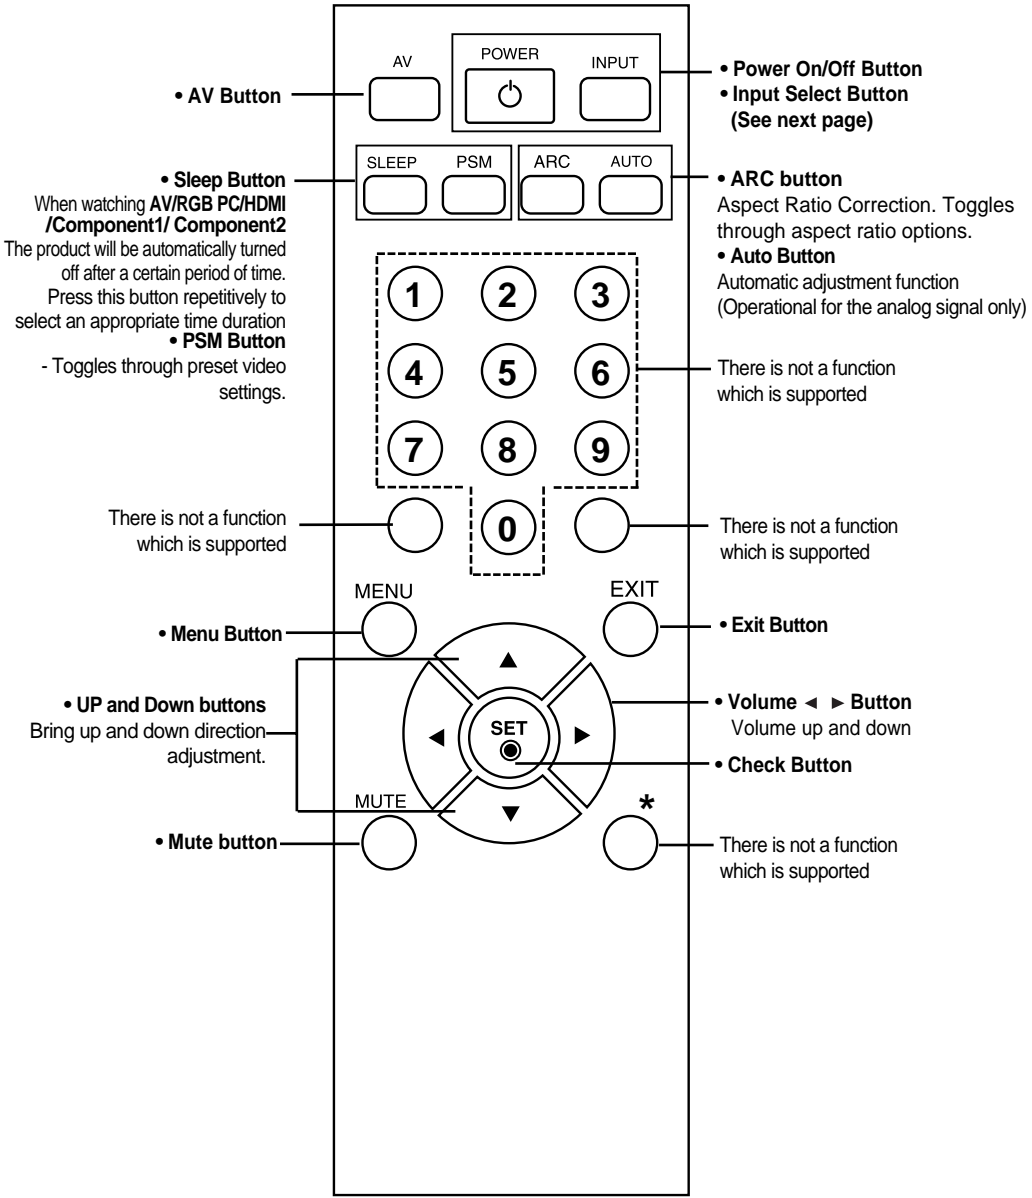 AV
POWER
INPUT
• AV Button
• Power On/Off Button
• Input Select Button
(See next page)
SLEEP
PSM
ARC
AUTO
• Sleep Button
When watching AV/RGB PC/HDMI
/Component1/ Component2
The product will be automatically turned
off after a certain period of time.
Press this button repetitively to
select an appropriate time duration
• PSM Button
- Toggles through preset video
settings.
• ARC button
Aspect Ratio Correction. Toggles
through aspect ratio options.
• Auto Button
Automatic adjustment function
(Operational for the analog signal only)
1 2 3
4 5 6
7 8 9
0
There is not a function
which is supported
There is not a function
which is supported
There is not a function
which is supported
MENU
EXIT
• Menu Button
• Exit Button
• UP and Down buttons
Bring up and down direction
adjustment.
▲
◄
SET
►
▼
• Volume ◄ ► Button
Volume up and down
• Check Button
MUTE
*
• Mute button
There is not a function
which is supported